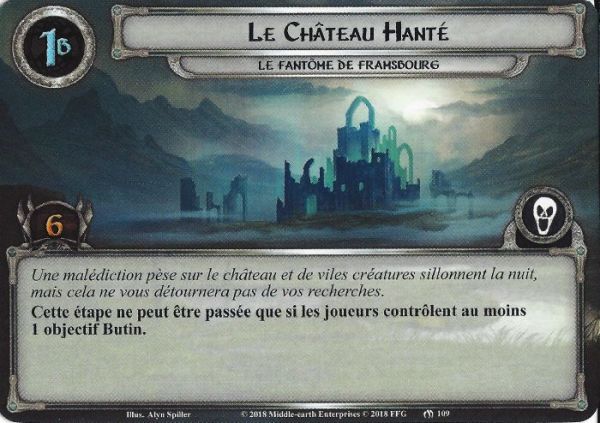 1B
LE CHÂTEAU HANTÉ
LE FANTÔME DE FRAMSBOURG
6
Une malédiction pèse sur le château et de viles créatures sillonnent la nuit,
mais cela ne vous détournera pas de vos recherches.
Cette étape ne peut être passée que si les joueurs contrôlent au moins
1 objectif Butin.
Illus. Alyn Spiller © 2018 Middle-earth Enterprises © 2018 FFG 109